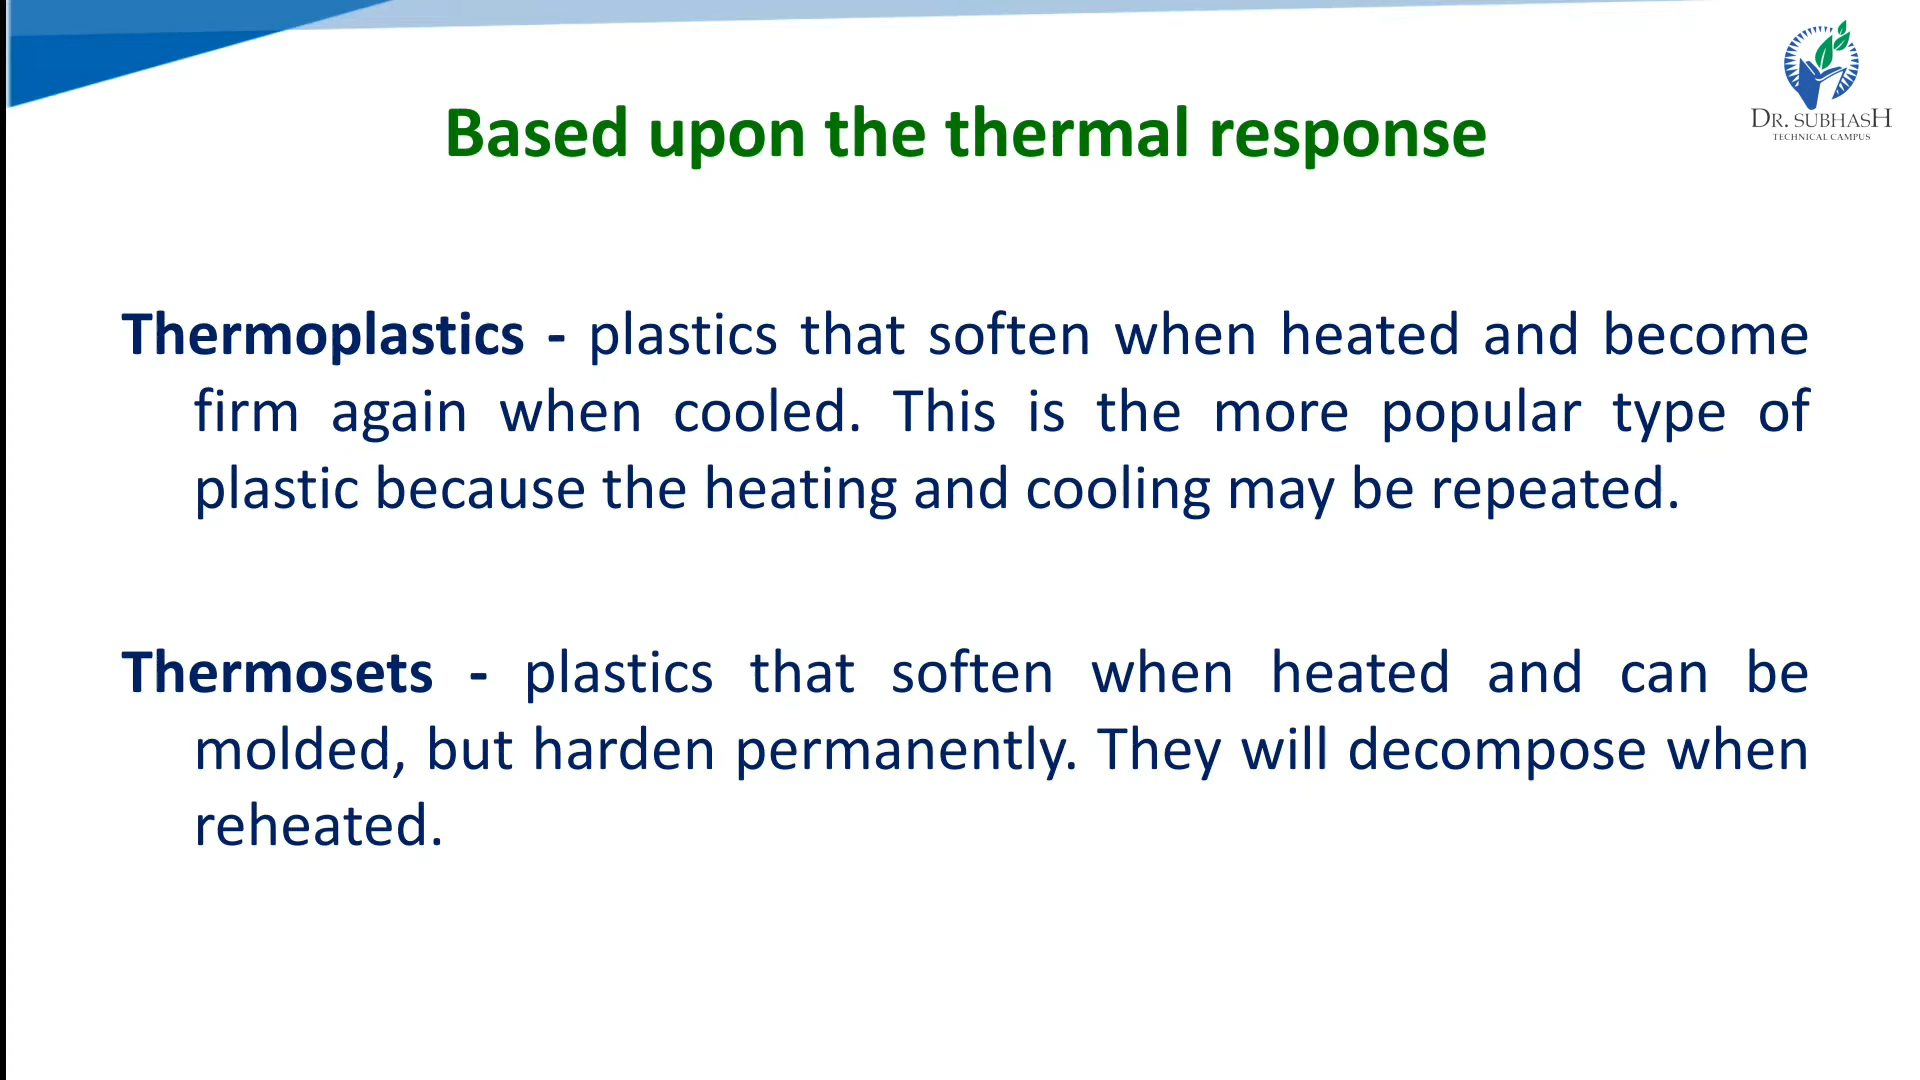 DR. SUBHASH
TECHNICAL CAMPUS
Based upon the thermal response
Thermoplastics - plastics that soften when heated and become
firm again when cooled. This is the more popular type of
plastic because the heating and cooling may be repeated.
Thermosets - plastics that soften when heated and can be
molded, but harden permanently. They will decompose when
reheated.